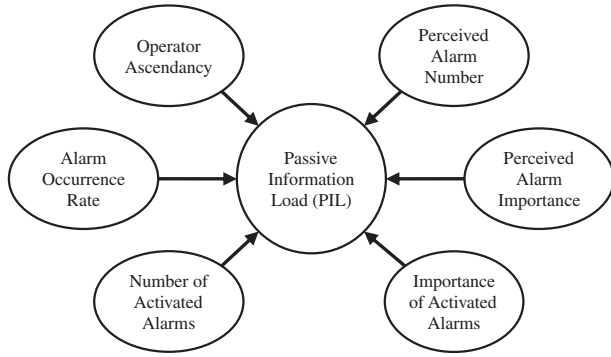 Operator
Ascendancy
Perceived
Alarm
Number
Alarm
Occurrence
Rate
Passive
Information
Load (PIL)
Perceived
Alarm
Importance
Number of
Activated
Alarms
Importance
of Activated
Alarms